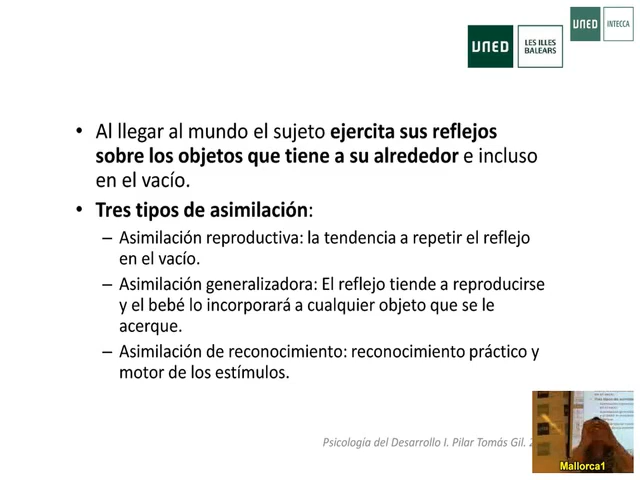 UNED
INTECCA
UNED
LES ILLES
BALEARS
• Al llegar al mundo el sujeto ejercita sus reflejos
sobre los objetos que tiene a su alrededor e incluso
en el vacío.
• Tres tipos de asimilación:
– Asimilación reproductiva: la tendencia a repetir el reflejo
en el vacío.
– Asimilación generalizadora: El reflejo tiende a reproducirse
y el bebé lo incorporará a cualquier objeto que se le
acerque.
– Asimilación de reconocimiento: reconocimiento práctico y
motor de los estímulos.
Psicología del Desarrollo I. Pilar Tomás Gil.
Mallorca1